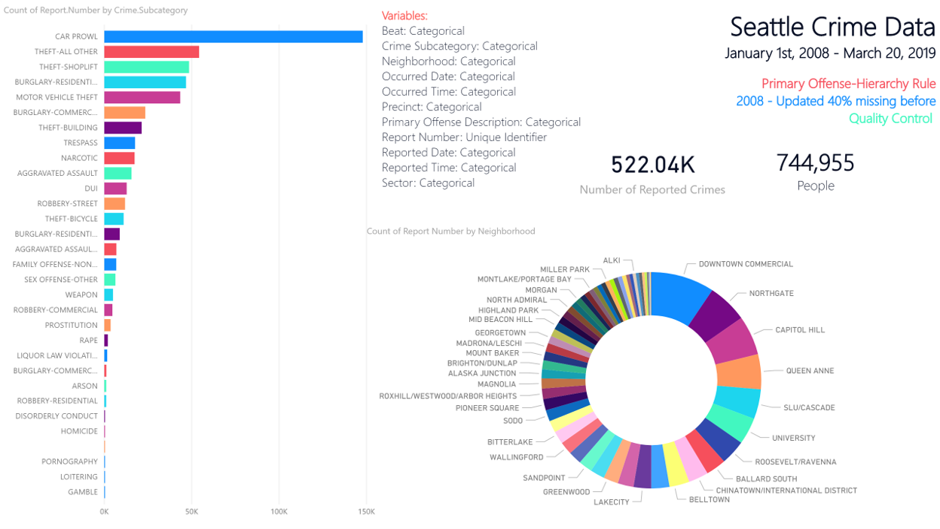 Count of Report.Number by Crime.Subcategory
CAR PROWL
THEFT-ALL OTHER
THEFT-SHOPLIFT
BURGLARY-RESIDENTI...
MOTOR VEHICLE THEFT
BURGLARY-COMMERC...
THEFT-BUILDING
TRESPASS
NARCOTIC
AGGRAVATED ASSAULT
DUI
ROBBERY-STREET
THEFT-BICYCLE
BURGLARY-RESIDENTI...
AGGRAVATED ASSAUL...
FAMILY OFFENSE-NON...
SEX OFFENSE-OTHER
WEAPON
ROBBERY-COMMERCIAL
PROSTITUTION
RAPE
LIQUOR LAW VIOLATI...
BURGLARY-COMMERC...
ARSON
ROBBERY-RESIDENTIAL
DISORDERLY CONDUCT
HOMICIDE
PORNOGRAPHY
LOITERING
GAMBLE
0K 50K 100K 150K
Variables:
Beat: Categorical
Crime Subcategory: Categorical
Neighborhood: Categorical
Occurred Date: Categorical
Occurred Time: Categorical
Precinct: Categorical
Primary Offense Description: Categorical
Report Number: Unique Identifier
Reported Date: Categorical
Reported Time: Categorical
Sector: Categorical
Seattle Crime Data
January 1st, 2008 - March 20, 2019
Primary Offense-Hierarchy Rule
2008 - Updated 40% missing before
Quality Control
522.04K
Number of Reported Crimes
744,955
People
Count of Report Number by Neighborhood
DOWNTOWN COMMERCIAL
NORTHGATE
CAPITOL HILL
QUEEN ANNE
SLU/CASCADE
UNIVERSITY
ROOSEVELT/RAVENNA
BALLARD SOUTH
CHINATOWN/INTERNATIONAL DISTRICT
BELLTOWN
LAKECITY
GREENWOOD
SANDPOINT
WALLINGFORD
BITTERLAKE
SODO
PIONEER SQUARE
ROXHILL/WESTWOOD/ARBOR HEIGHTS
MAGNOLIA
ALASKA JUNCTION
BRIGHTON/DUNLAP
MOUNT BAKER
MADRONA/LESCHI
GEORGETOWN
MID BEACON HILL
HIGHLAND PARK
NORTH ADMIRAL
MORGAN
MONTLAKE/PORTAGE BAY
MILLER PARK
ALKI